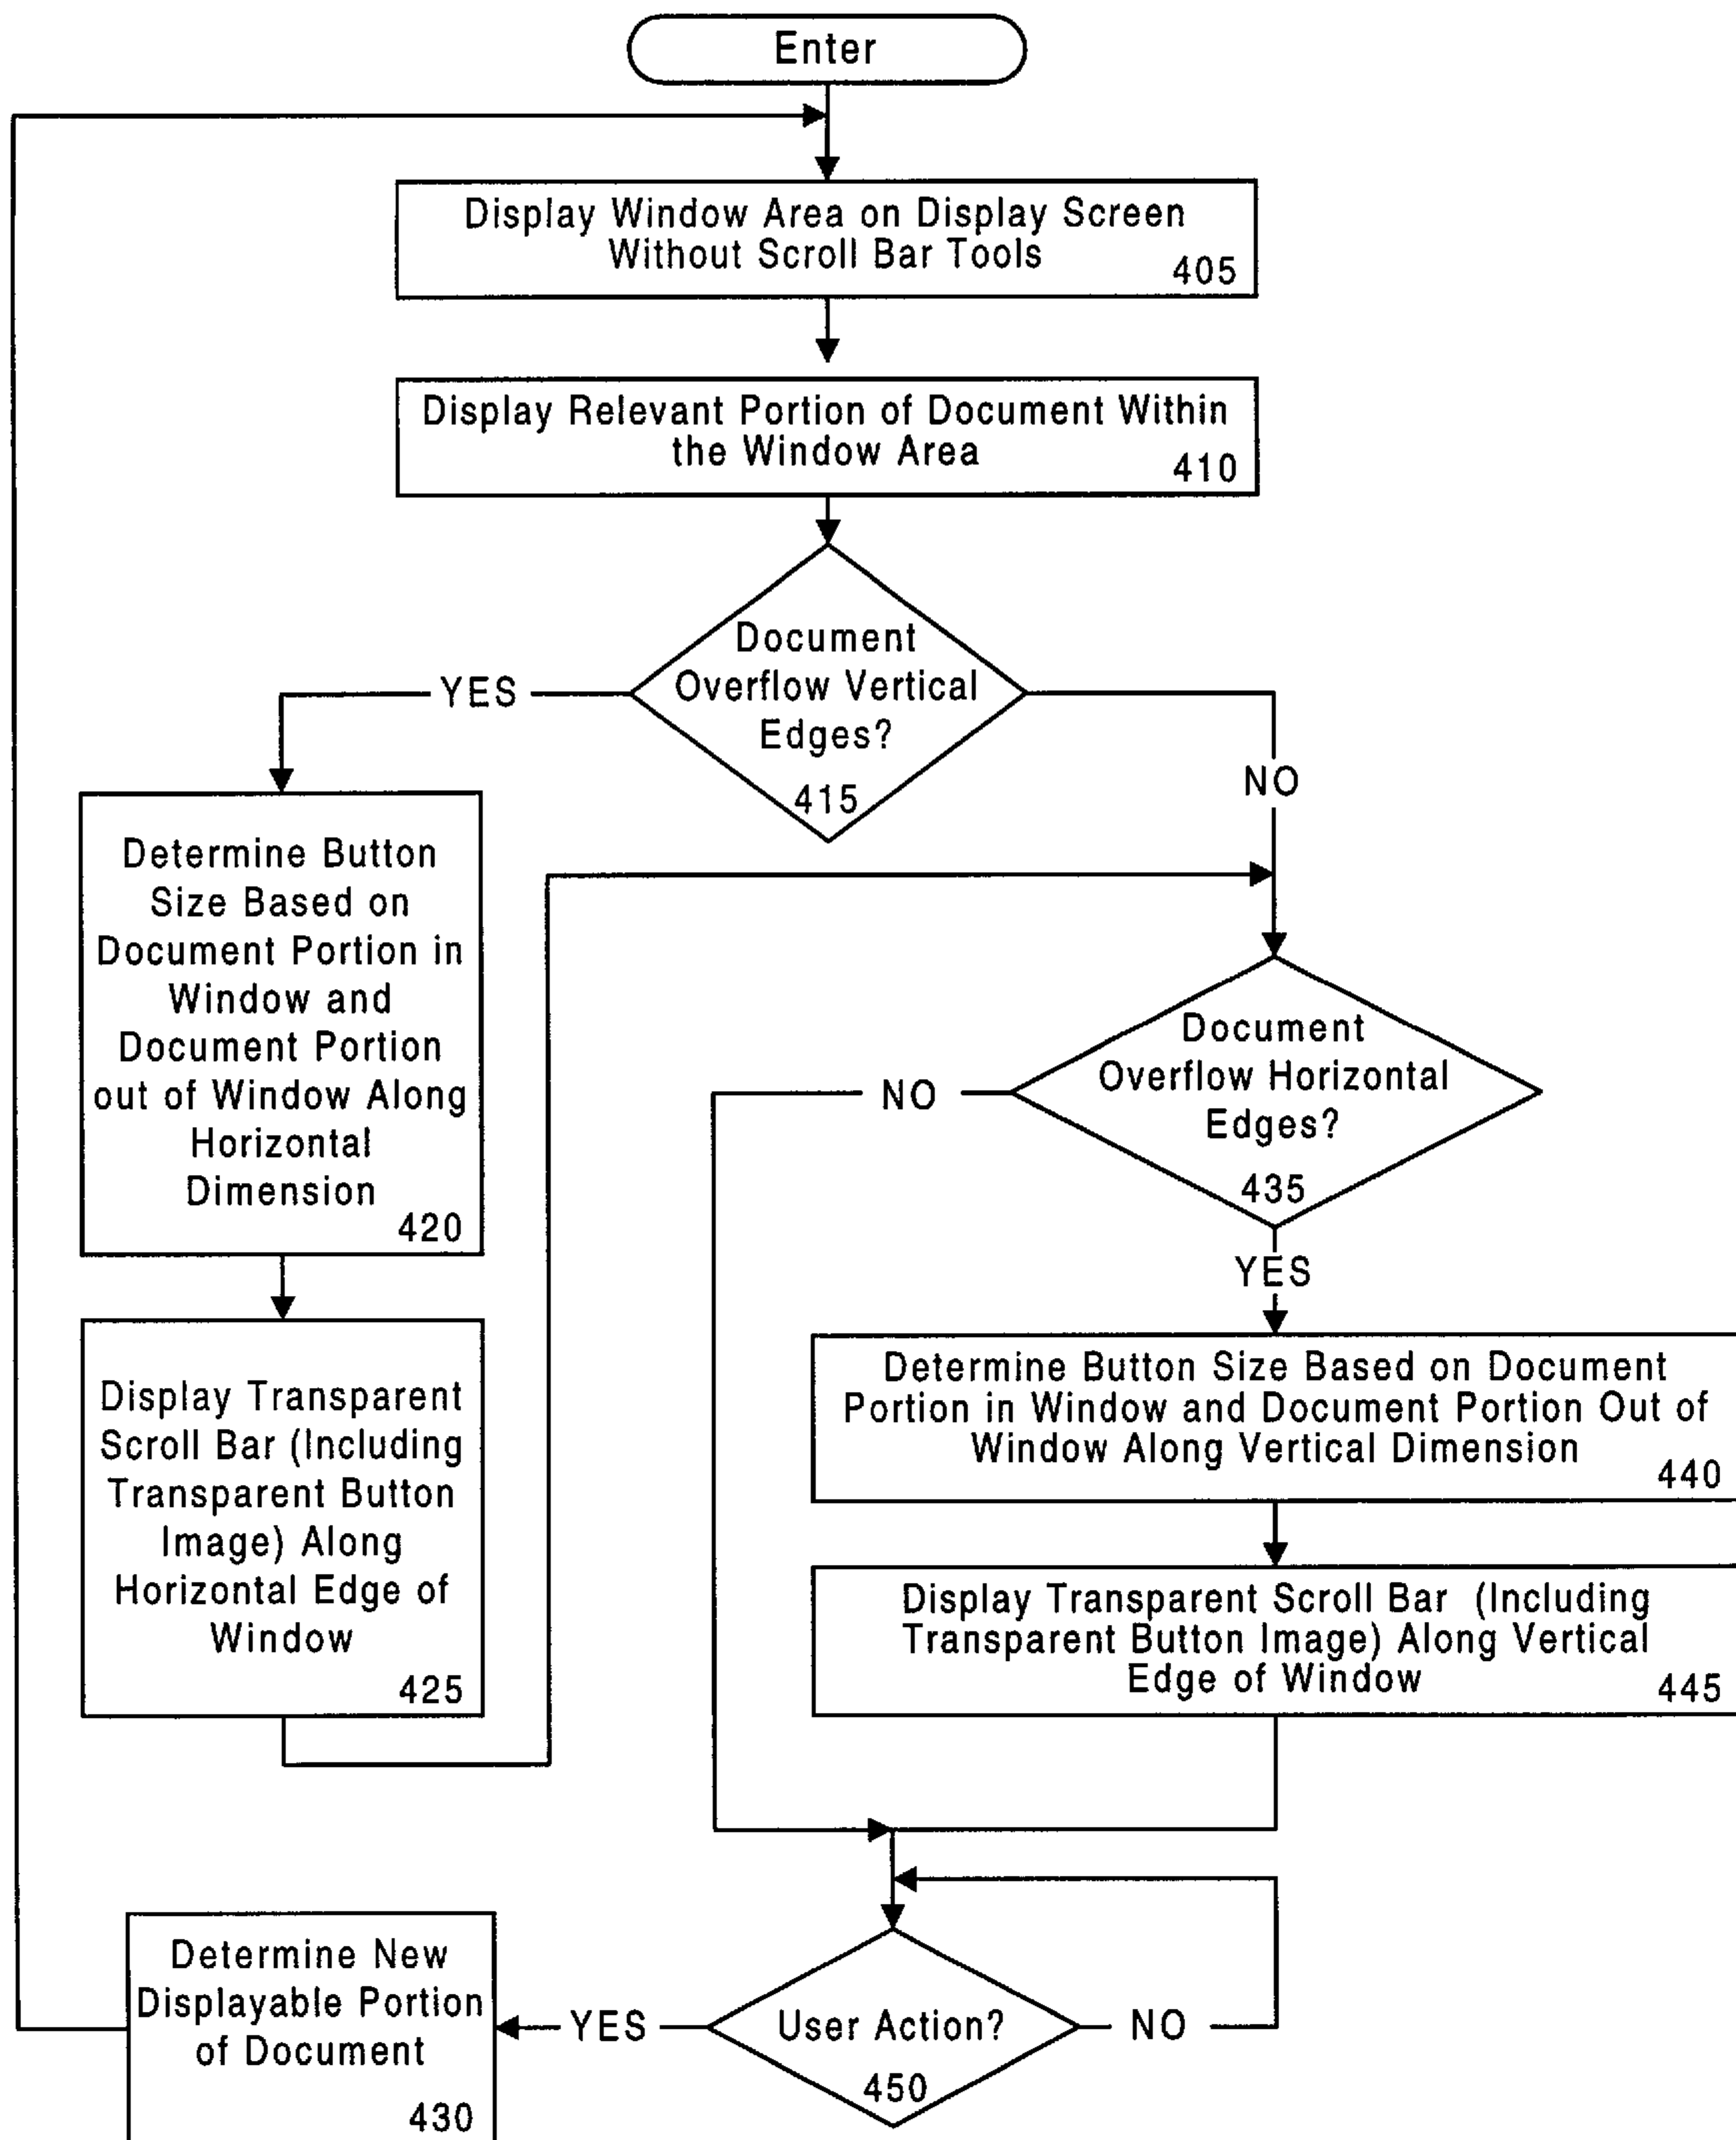 Enter
Display Window Area on Display Screen
Without Scroll Bar Tools
405
Display Relevant Portion of Document Within
the Window Area
410
Document
Overflow Vertical
Edges?
415
YES
NO
Determine Button
Size Based on
Document Portion in
Window and
Document Portion
out of Window Along
Horizontal
Dimension
420
Display Transparent
Scroll Bar (Including
Transparent Button
Image) Along
Horizontal Edge of
Window
425
Document
Overflow Horizontal
Edges?
435
NO
YES
Determine Button Size Based on Document
Portion in Window and Document Portion Out of
Window Along Vertical Dimension
440
Display Transparent Scroll Bar (Including
Transparent Button Image) Along Vertical
Edge of Window
445
User Action?
450
NO
YES
Determine New
Displayable Portion
of Document
430